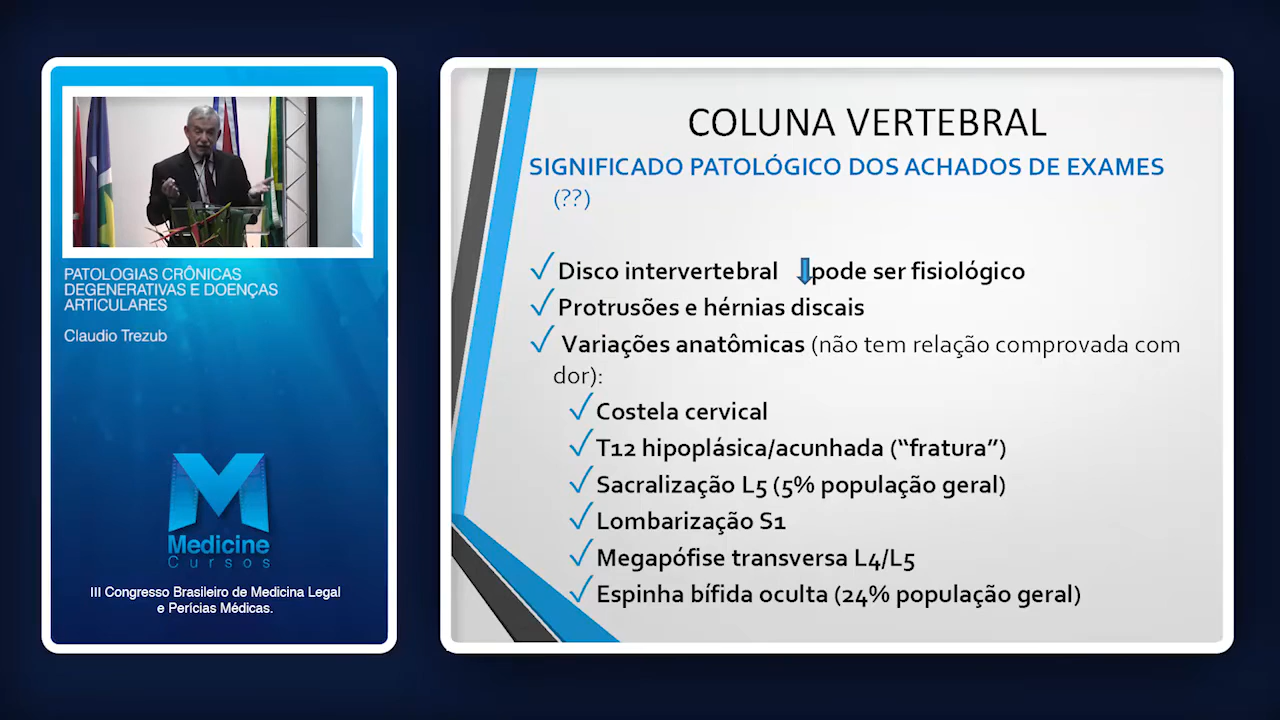 PATOLOGIAS CRÔNICAS
DEGENERATIVAS E DOENÇAS
ARTICULARES
Claudio Trezub
Medicine
Cursos
III Congresso Brasileiro de Medicina Legal
e Perícias Médicas.
COLUNA VERTEBRAL
SIGNIFICADO PATOLÓGICO DOS ACHADOS DE EXAMES
(??)
Disco intervertebral pode ser fisiológico
Protrusões e hérnias discais
Variações anatômicas (não tem relação comprovada com
dor):
Costela cervical
T12 hipoplásica/acunhada (“fratura”)
Sacralização L5 (5% população geral)
Lombarização S1
Megapófise transversa L4/L5
Espinha bífida oculta (24% população geral)